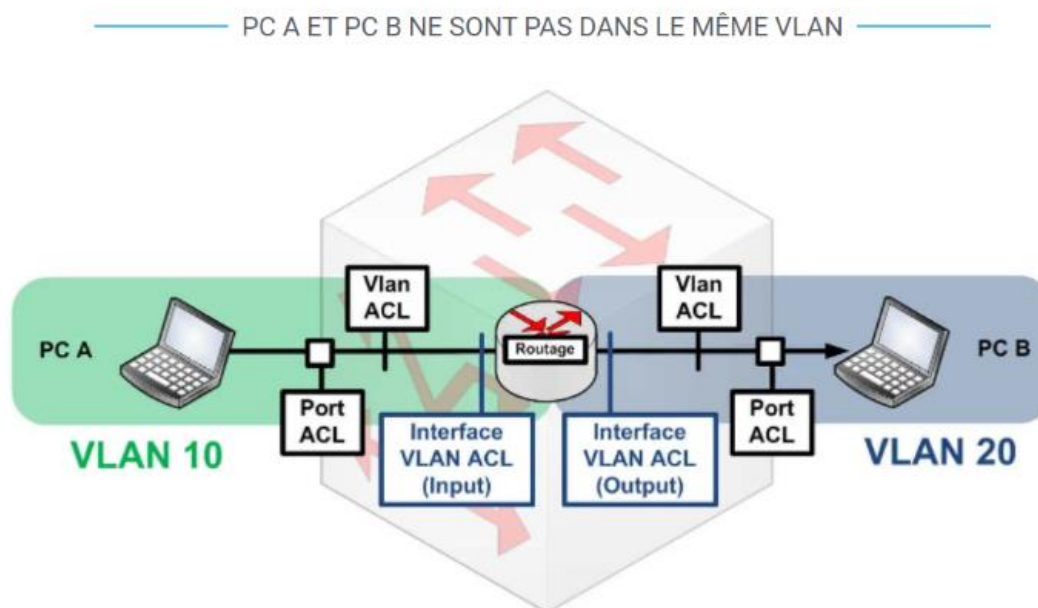 PC A ET PC B NE SONT PAS DANS LE MÊME VLAN
Vlan
ACL
Vlan
ACL
PC A
Routage
PC B
Port
ACL
Interface
VLAN ACL
(Input)
Interface
VLAN ACL
(Output)
Port
ACL
VLAN 10
VLAN 20